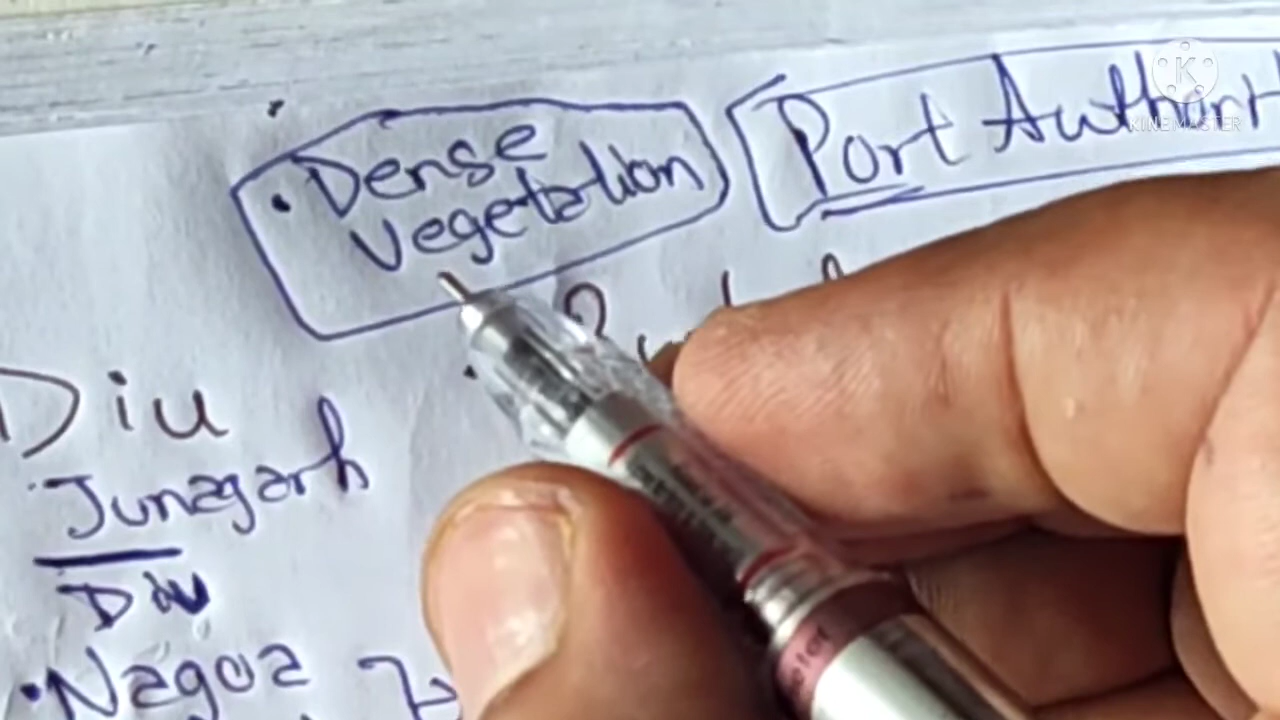 • Dense
vegetation
Port Authorit
Diu
Junagarh
Diu
• Nagoa
KINEMASTER